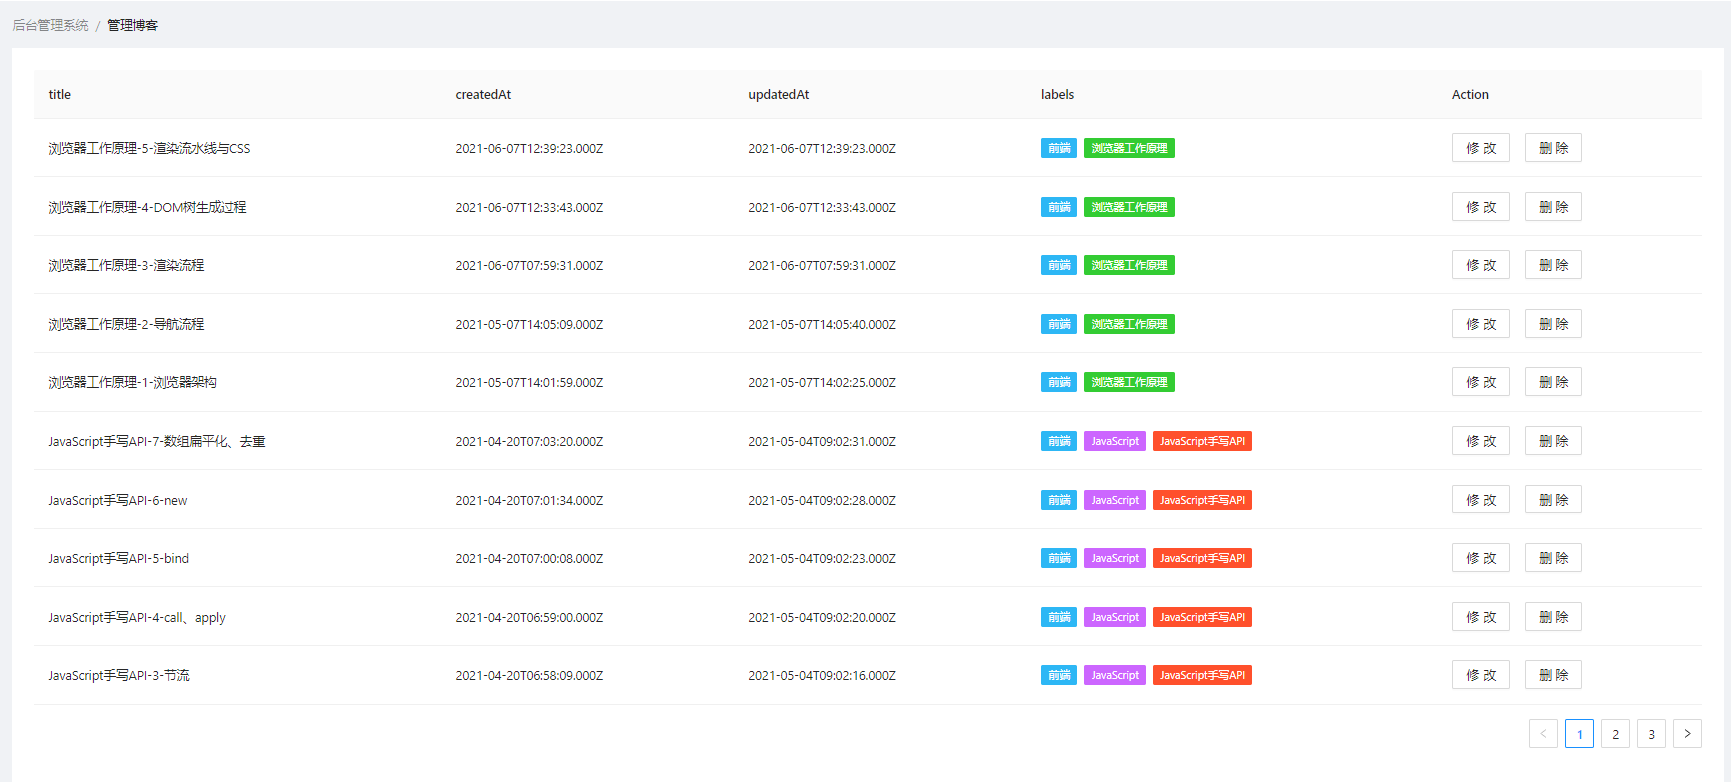 后台管理系统 / 管理博客
title createdAt updatedAt labels Action
浏览器工作原理-5-渲染流水线与CSS 2021-06-07T12:39:23.000Z 2021-06-07T12:39:23.000Z 前端 浏览器工作原理 修 改 删 除
浏览器工作原理-4-DOM树生成过程 2021-06-07T12:33:43.000Z 2021-06-07T12:33:43.000Z 前端 浏览器工作原理 修 改 删 除
浏览器工作原理-3-渲染流程 2021-06-07T07:59:31.000Z 2021-06-07T07:59:31.000Z 前端 浏览器工作原理 修 改 删 除
浏览器工作原理-2-导航流程 2021-05-07T14:05:09.000Z 2021-05-07T14:05:40.000Z 前端 浏览器工作原理 修 改 删 除
浏览器工作原理-1-浏览器架构 2021-05-07T14:01:59.000Z 2021-05-07T14:02:25.000Z 前端 浏览器工作原理 修 改 删 除
JavaScript手写API-7-数组扁平化、去重 2021-04-20T07:03:20.000Z 2021-05-04T09:02:31.000Z 前端 JavaScript JavaScript手写API 修 改 删 除
JavaScript手写API-6-new 2021-04-20T07:01:34.000Z 2021-05-04T09:02:28.000Z 前端 JavaScript JavaScript手写API 修 改 删 除
JavaScript手写API-5-bind 2021-04-20T07:00:08.000Z 2021-05-04T09:02:23.000Z 前端 JavaScript JavaScript手写API 修 改 删 除
JavaScript手写API-4-call、apply 2021-04-20T06:59:00.000Z 2021-05-04T09:02:20.000Z 前端 JavaScript JavaScript手写API 修 改 删 除
JavaScript手写API-3-节流 2021-04-20T06:58:09.000Z 2021-05-04T09:02:16.000Z 前端 JavaScript JavaScript手写API 修 改 删 除
< 1 2 3 >